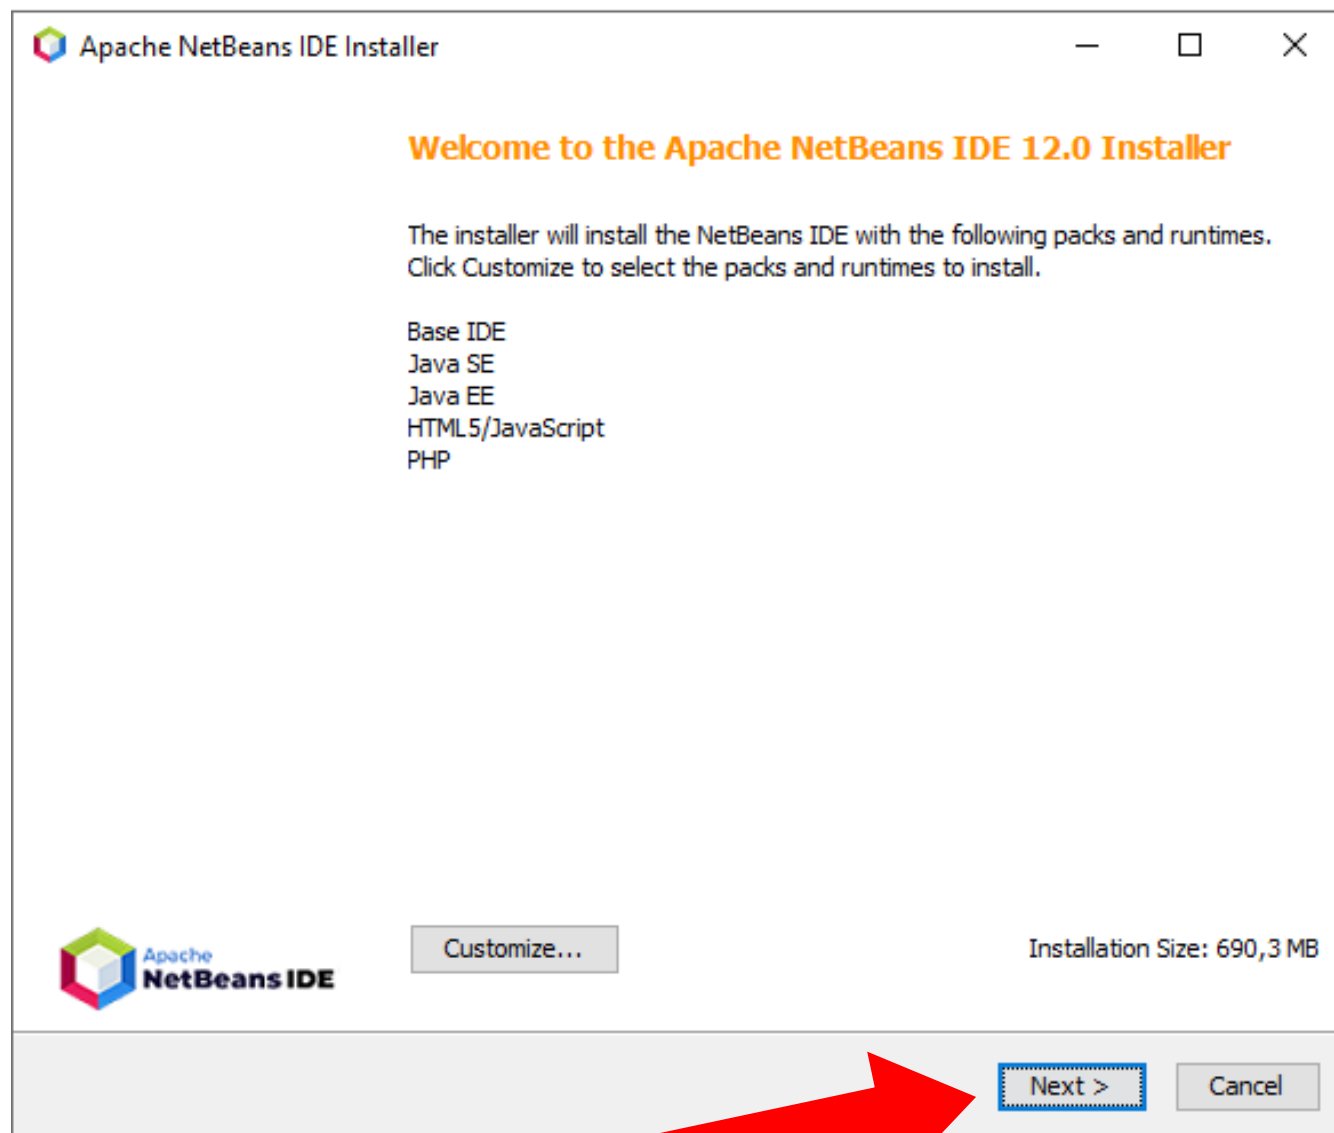 Apache NetBeans IDE Installer
Welcome to the Apache NetBeans IDE 12.0 Installer
The installer will install the NetBeans IDE with the following packs and runtimes.
Click Customize to select the packs and runtimes to install.
Base IDE
Java SE
Java EE
HTML5/JavaScript
PHP
Apache
NetBeans IDE
Customize...
Installation Size: 690,3 MB
Next >
Cancel